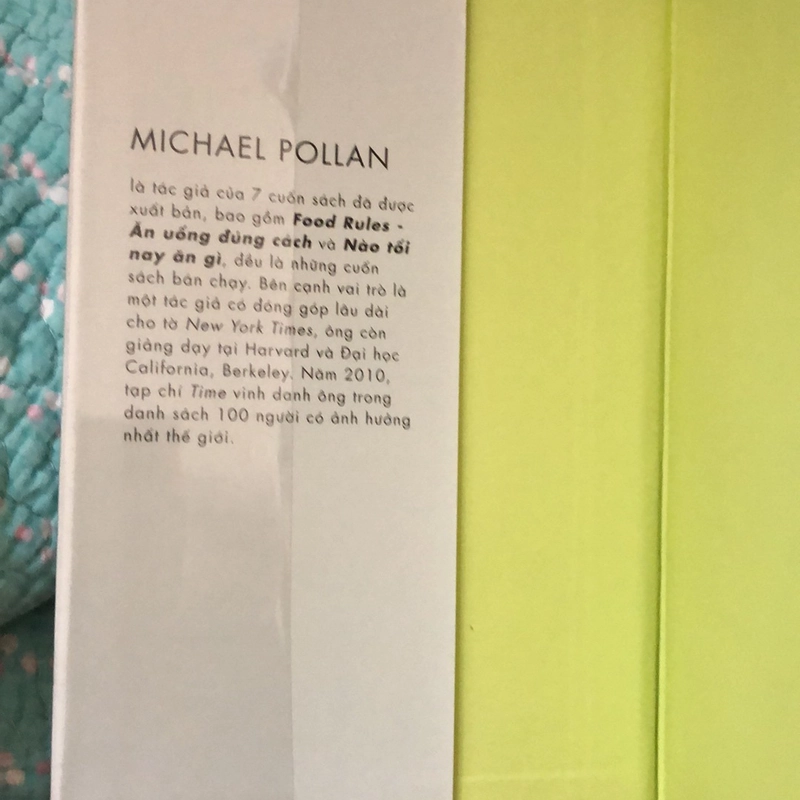 MICHAEL POLLAN
là tác giả của 7 cuốn sách đã được
xuất bản, bao gồm Food Rules -
Ăn uống đúng cách và Nào tối
nay ăn gì, đều là những cuốn
sách bán chạy. Bên cạnh vai trò là
một tác giả có đóng góp lâu dài
cho tờ New York Times, ông còn
giảng dạy tại Harvard và Đại học
California, Berkeley. Năm 2010,
tạp chí Time vinh danh ông trong
danh sách 100 người có ảnh hưởng
nhất thế giới.